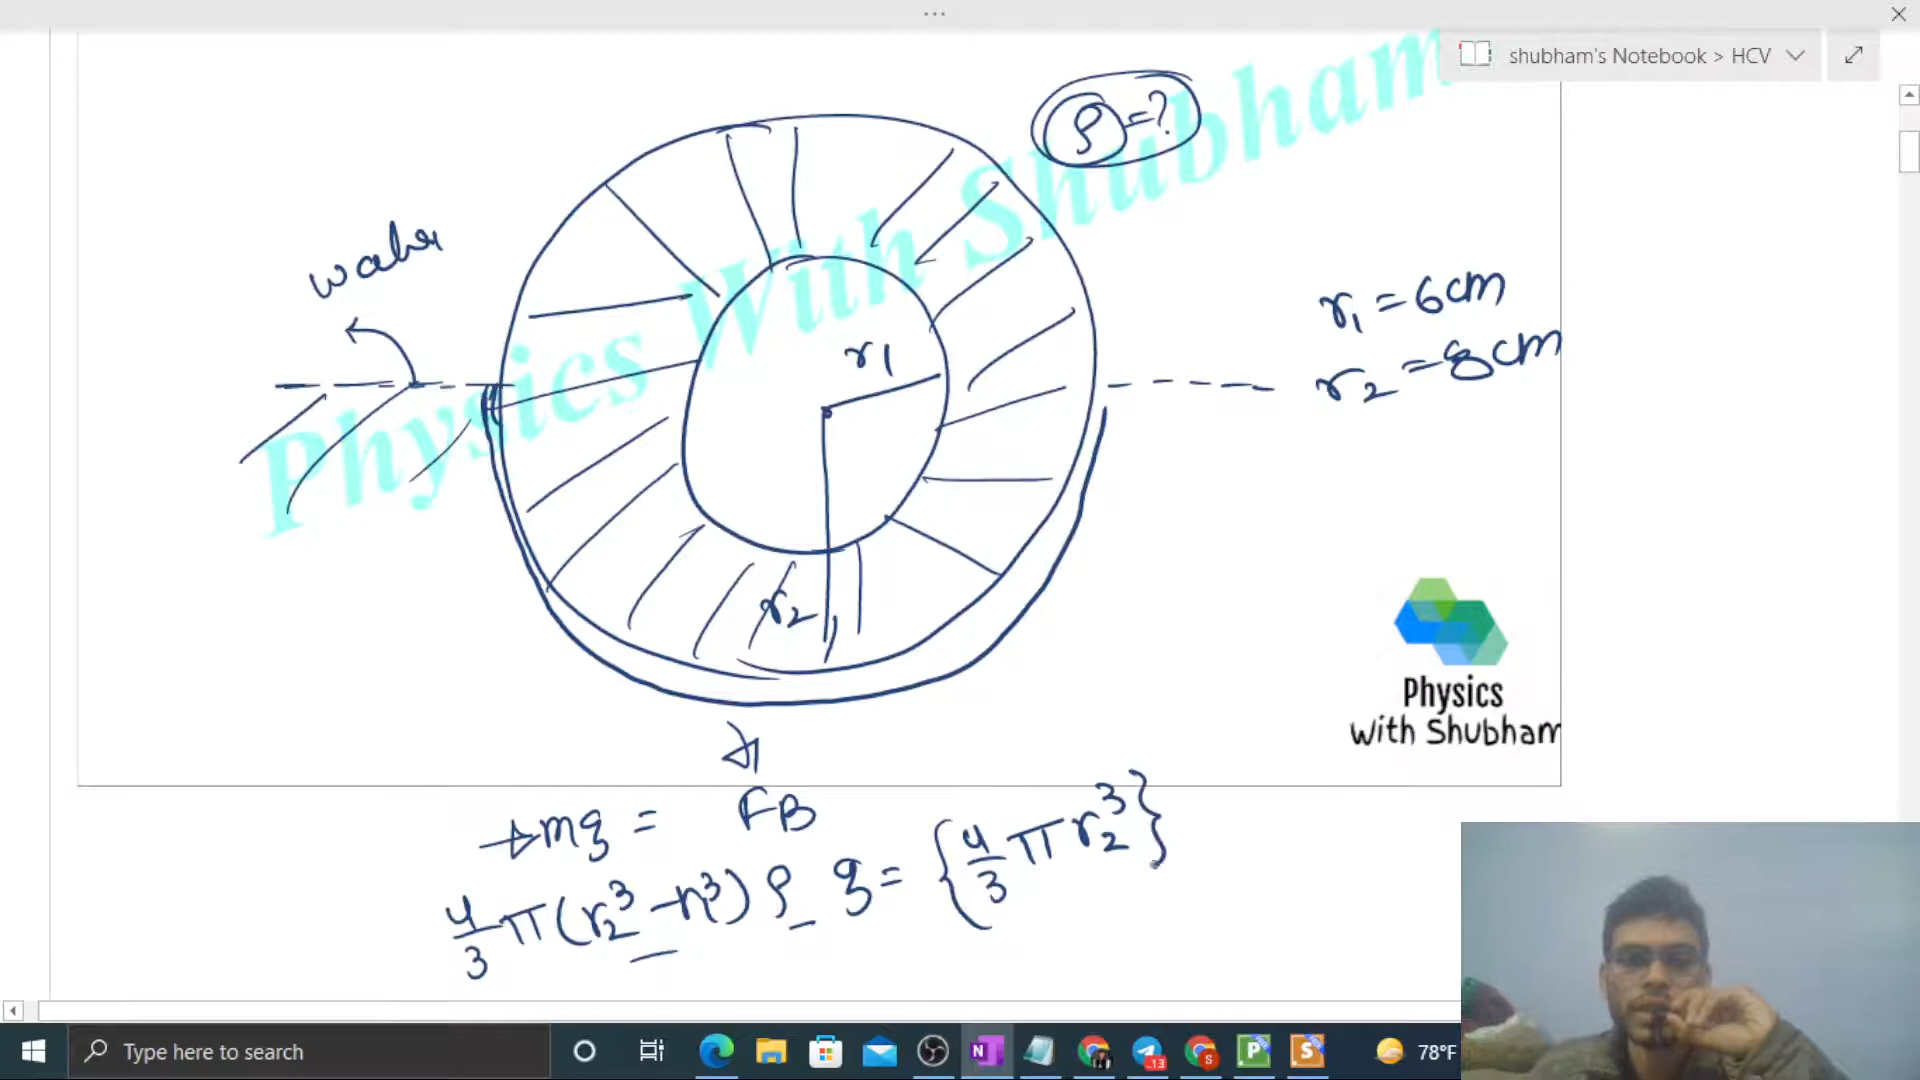 shubham's Notebook > HCV
Physics With Shubham
ρ=?
water
r₁ = 6cm
r₂ = 8cm
r₁
r₂
Physics
With Shubham
mg = FB
4/3 π(r₂³ - r₁³) ρ g = {4/3 π r₂³}
Type here to search
13
78°F